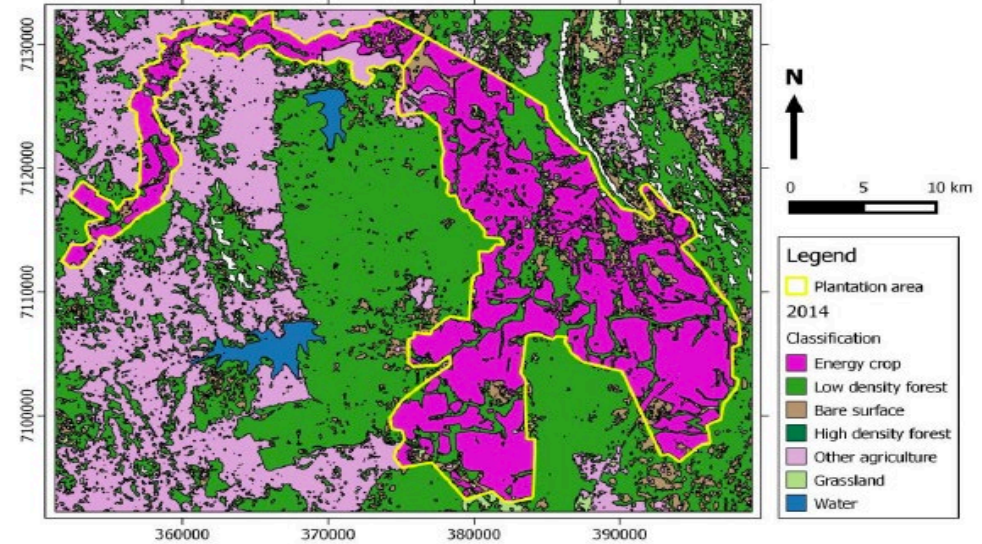 7130000
7120000
7110000
7100000
360000
370000
380000
390000
N
0 5 10 km
Legend
Plantation area
2014
Classification
Energy crop
Low density forest
Bare surface
High density forest
Other agriculture
Grassland
Water